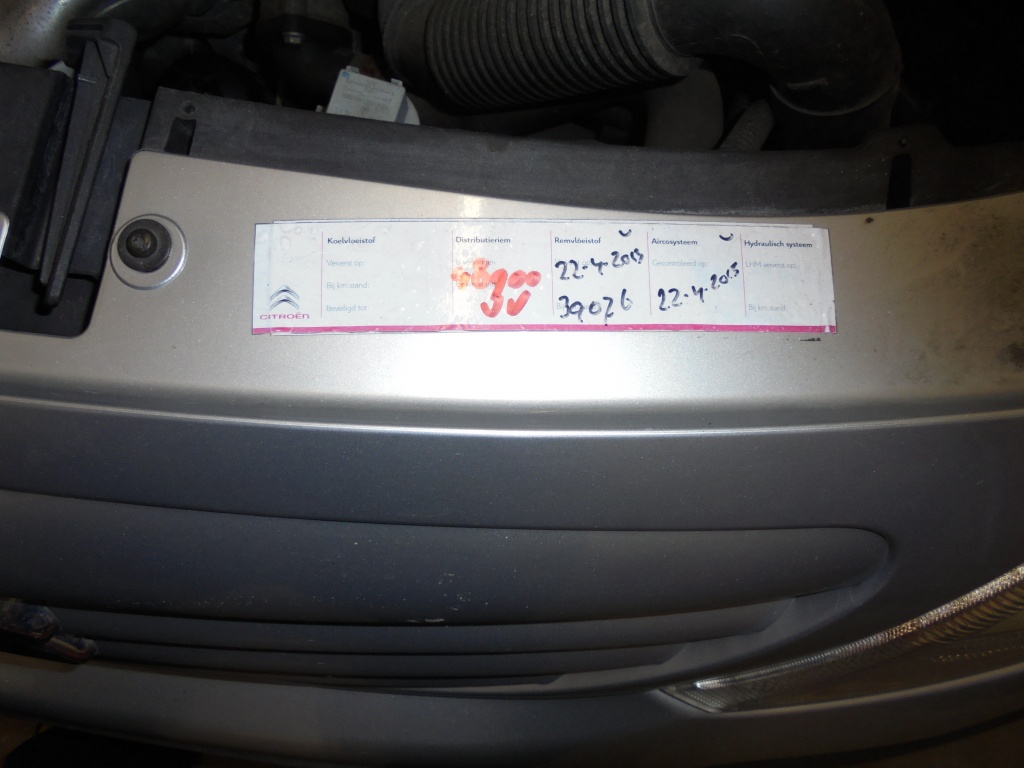 Koelvloeistof
Ververst op:
Bij km.stand:
Beveiligd tot:
CITROËN
Distributieriem
Remvloeistof
22-4-2015
39026
Aircosysteem
Gecontroleerd op:
22-4-2015
Hydraulisch systeem
LHM ververst op:
Bij km.stand: